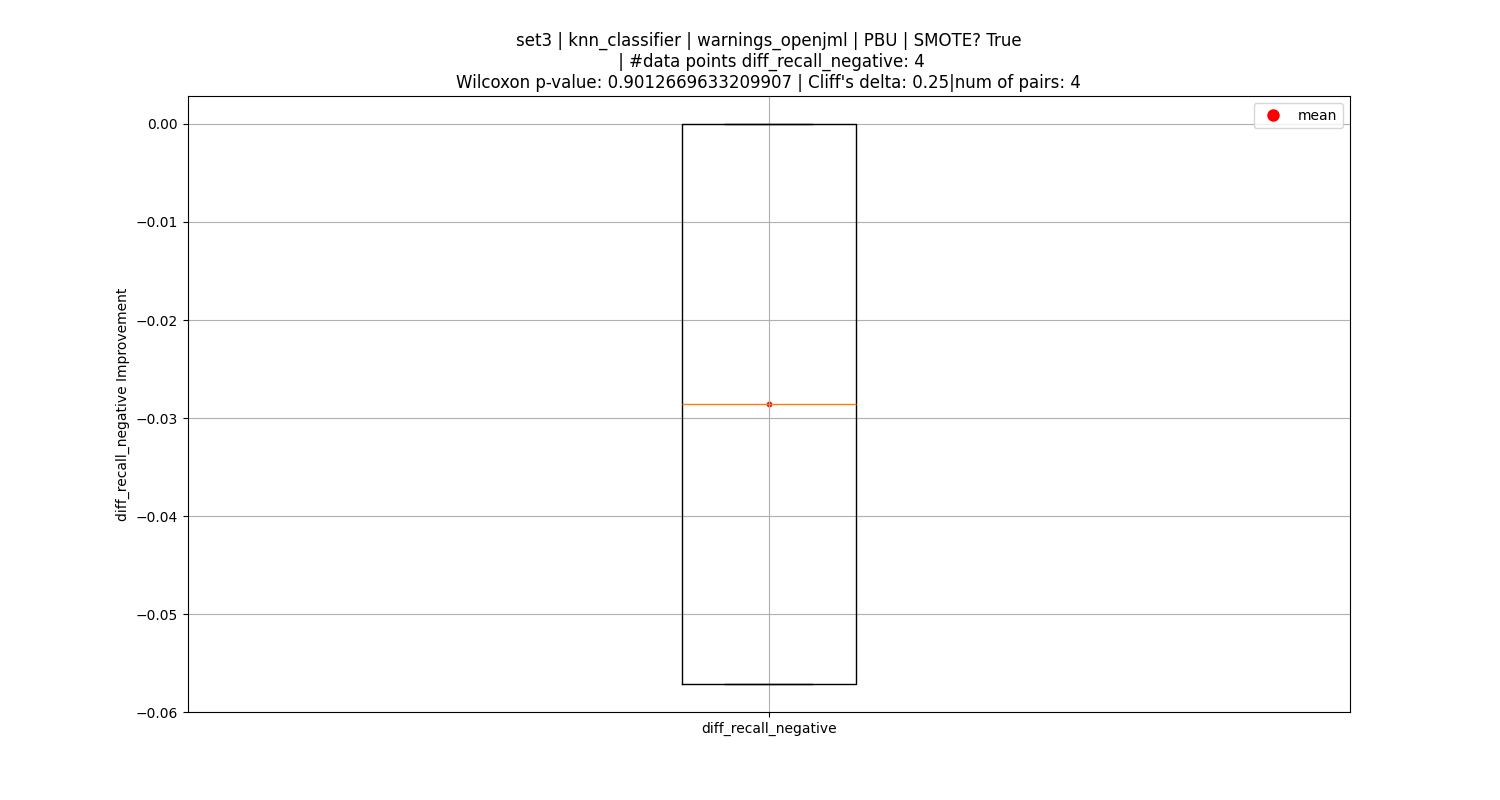 set3 | knn_classifier | warnings_openjml | PBU | SMOTE? True
| #data points diff_recall_negative: 4
Wilcoxon p-value: 0.9012669633209907 | Cliff's delta: 0.25|num of pairs: 4
mean
0.00
−0.01
−0.02
−0.03
−0.04
−0.05
−0.06
diff_recall_negative Improvement
diff_recall_negative